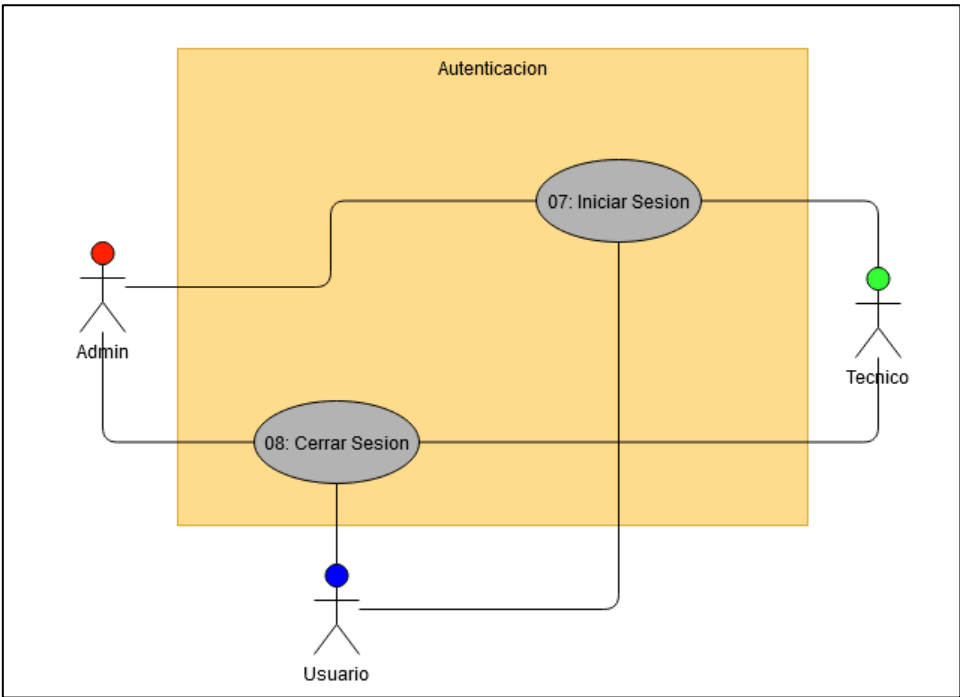 Autenticacion
07: Iniciar Sesion
Admin
Tecnico
08: Cerrar Sesion
Usuario